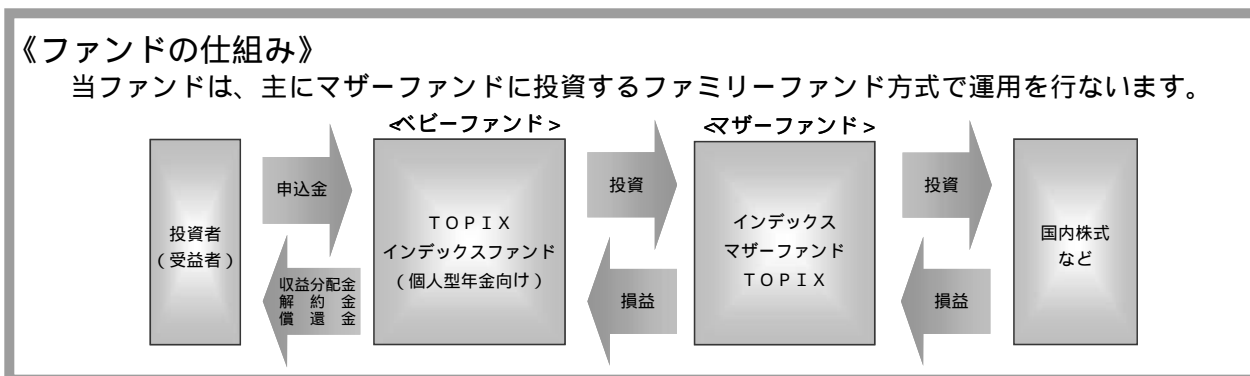 《ファンドの仕組み》
当ファンドは、主にマザーファンドに投資するファミリーファンド方式で運用を行ないます。
<ベビーファンド>
<マザーファンド>
投資者
(受益者)
申込金
収益分配金
解約金
償還金
TOPIX
インデックスファンド
(個人型年金向け)
投資
損益
インデックス
マザーファンド
TOPIX
投資
損益
国内株式
など